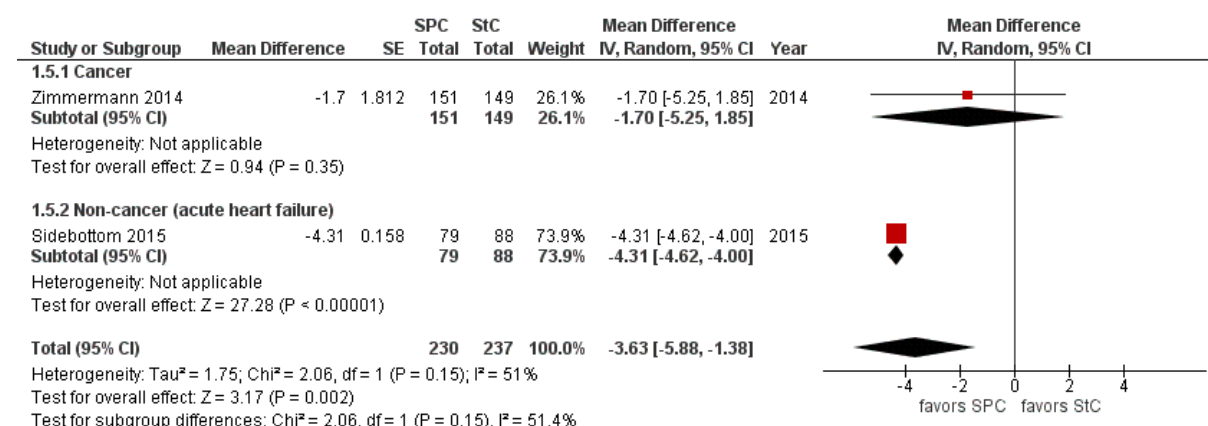 SPC StC Mean Difference Mean Difference
Study or Subgroup Mean Difference SE Total Total Weight IV, Random, 95% CI Year IV, Random, 95% CI
1.5.1 Cancer
Zimmermann 2014 -1.7 1.812 151 149 26.1% -1.70 [-5.25, 1.85] 2014
Subtotal (95% CI) 151 149 26.1% -1.70 [-5.25, 1.85]
Heterogeneity: Not applicable
Test for overall effect: Z = 0.94 (P = 0.35)
1.5.2 Non-cancer (acute heart failure)
Sidebottom 2015 -4.31 0.158 79 88 73.9% -4.31 [-4.62, -4.00] 2015
Subtotal (95% CI) 79 88 73.9% -4.31 [-4.62, -4.00]
Heterogeneity: Not applicable
Test for overall effect: Z = 27.28 (P < 0.00001)
Total (95% CI) 230 237 100.0% -3.63 [-5.88, -1.38]
Heterogeneity: Tau² = 1.75; Chi² = 2.06, df = 1 (P = 0.15); I² = 51%
-4 -2 0 2 4
Test for overall effect: Z = 3.17 (P = 0.002)
favors SPC favors StC
Test for subgroup differences: Chi² = 2.06, df = 1 (P = 0.15), I² = 51.4%